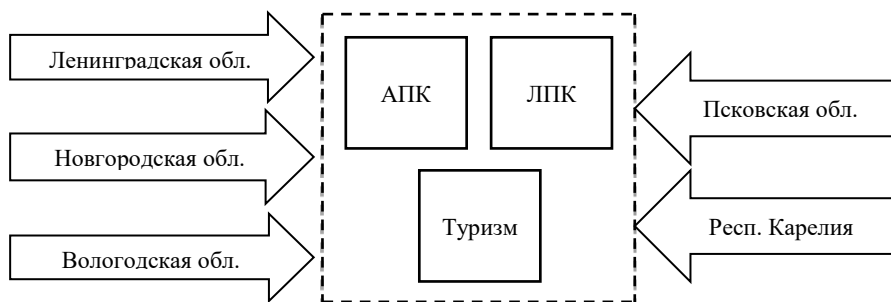 Ленинградская обл.
АПК
ЛПК
Псковская обл.
Новгородская обл.
Туризм
Респ. Карелия
Вологодская обл.